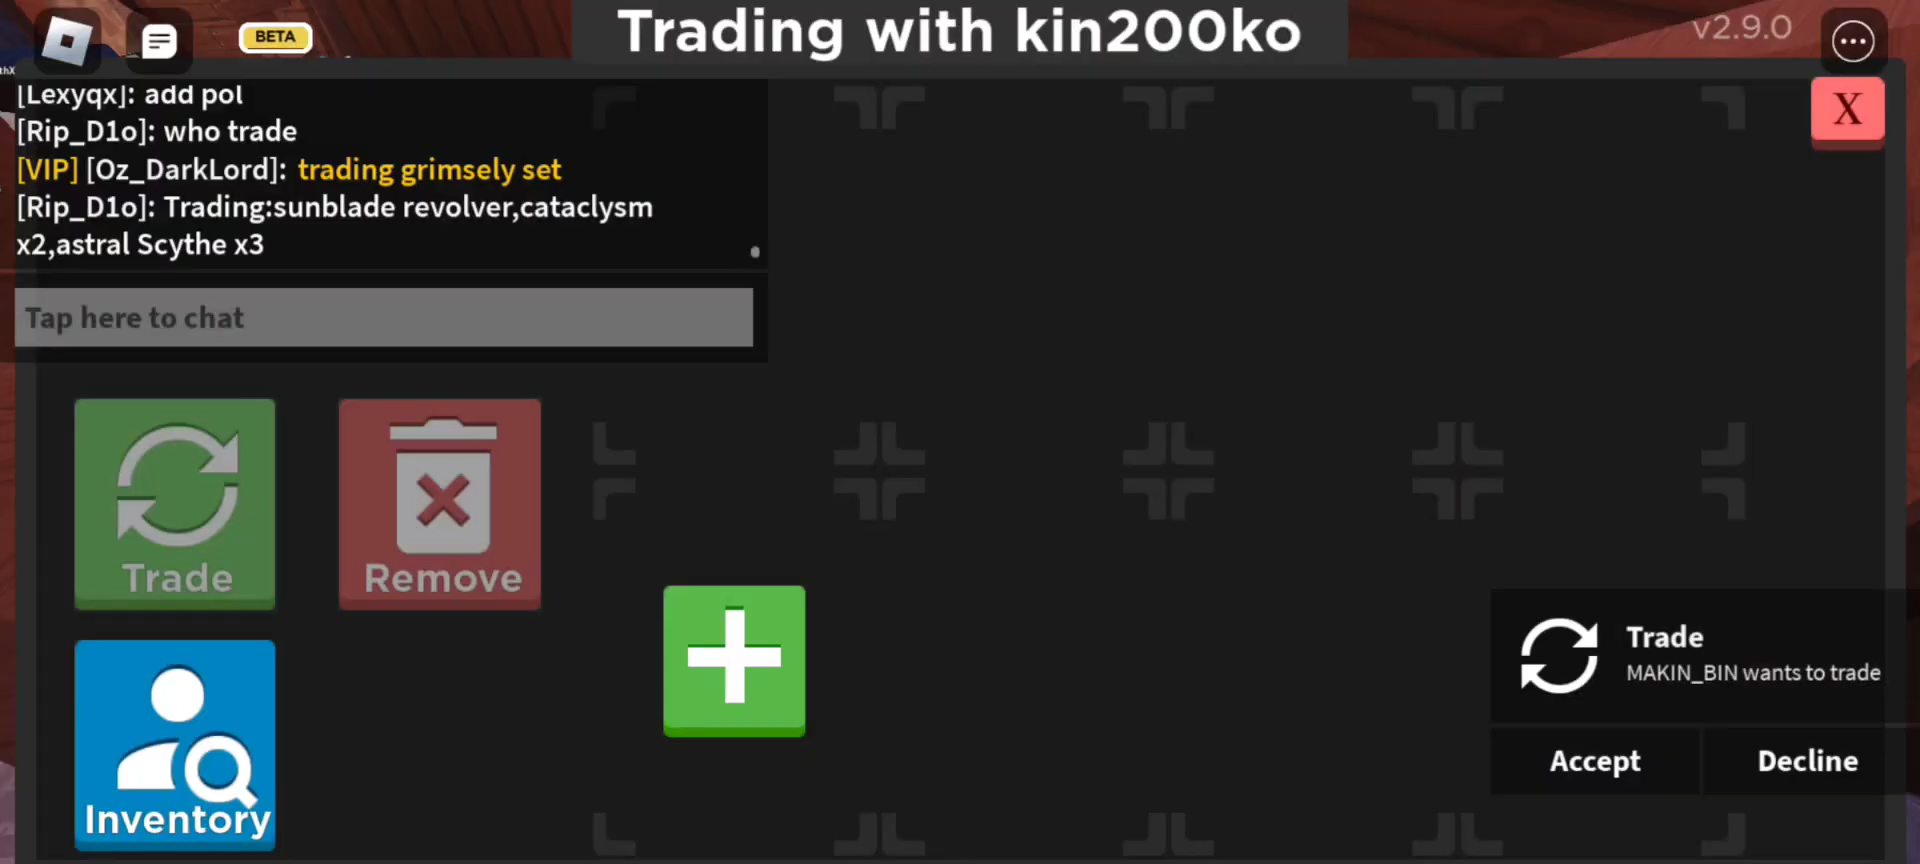 Trading with kin200ko
v2.9.0
BETA
thX
[Lexyqx]: add pol
[Rip_D1o]: who trade
[VIP] [Oz_DarkLord]: trading grimsely set
[Rip_D1o]: Trading:sunblade revolver,cataclysm
x2,astral Scythe x3
X
Tap here to chat
Trade
Remove
Inventory
Trade
MAKIN_BIN wants to trade
Accept
Decline